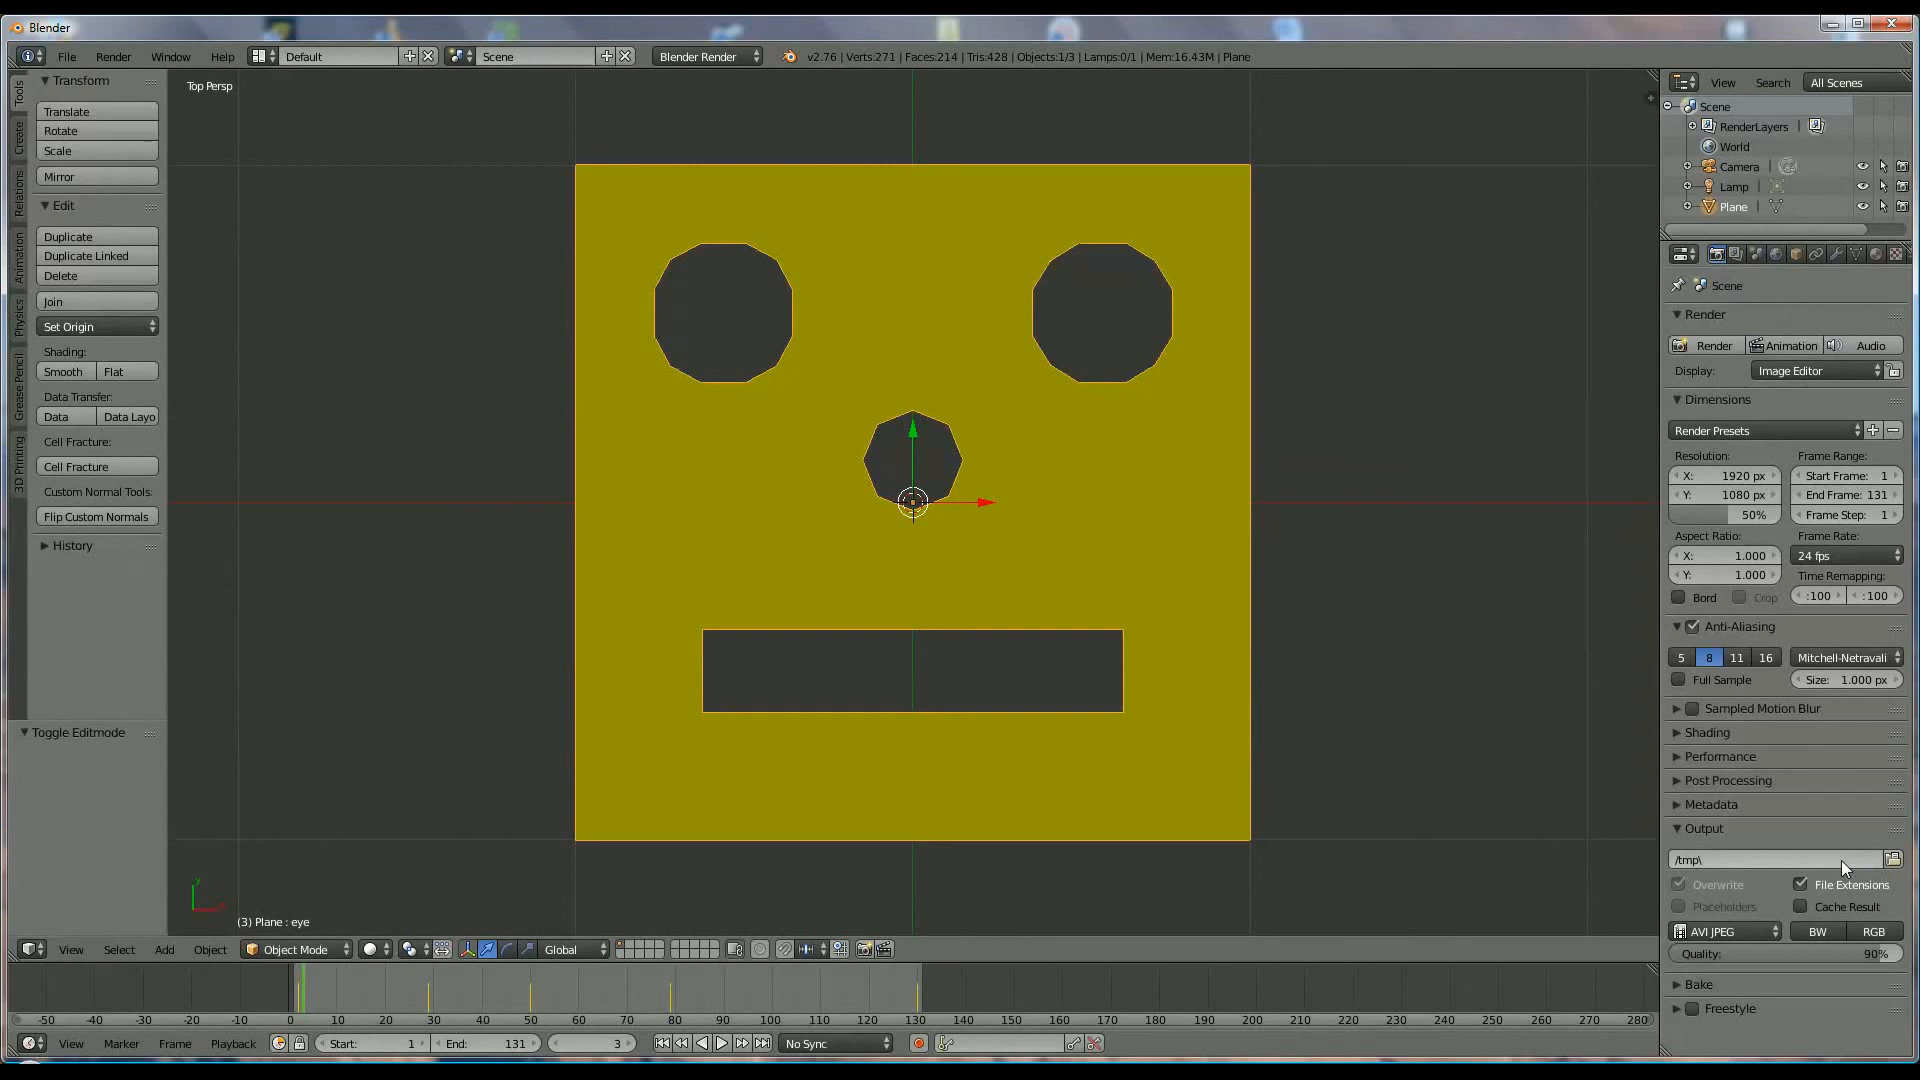 Blender
File Render Window Help Default Scene Blender Render v2.76 | Verts:271 | Faces:214 | Tris:428 | Objects:1/3 | Lamps:0/1 | Mem:16.43M | Plane
Tools
Create
Relations
Animation
Physics
Grease Pencil
3D Printing
Transform
Translate
Rotate
Scale
Mirror
Edit
Duplicate
Duplicate Linked
Delete
Join
Set Origin
Shading:
Smooth Flat
Data Transfer:
Data Data Layo
Cell Fracture:
Cell Fracture
Custom Normal Tools:
Flip Custom Normals
History
Toggle Editmode
Top Persp
(3) Plane : eye
View Select Add Object Object Mode Global
-50 -40 -30 -20 -10 0 10 20 30 40 50 60 70 80 90 100 110 120 130 140 150 160 170 180 190 200 210 220 230 240 250 260 270 280
View Marker Frame Playback Start: 1 End: 131 3 No Sync
View Search All Scenes
Scene
RenderLayers
World
Camera
Lamp
Plane
Scene
Render
Render Animation Audio
Display: Image Editor
Dimensions
Render Presets
Resolution: Frame Range:
X: 1920 px Start Frame: 1
Y: 1080 px End Frame: 131
50% Frame Step: 1
Aspect Ratio: Frame Rate:
X: 1.000 24 fps
Y: 1.000 Time Remapping:
Bord Crop :100 :100
Anti-Aliasing
5 8 11 16 Mitchell-Netravali
Full Sample Size: 1.000 px
Sampled Motion Blur
Shading
Performance
Post Processing
Metadata
Output
/tmp\
Overwrite File Extensions
Placeholders Cache Result
AVI JPEG BW RGB
Quality: 90%
Bake
Freestyle